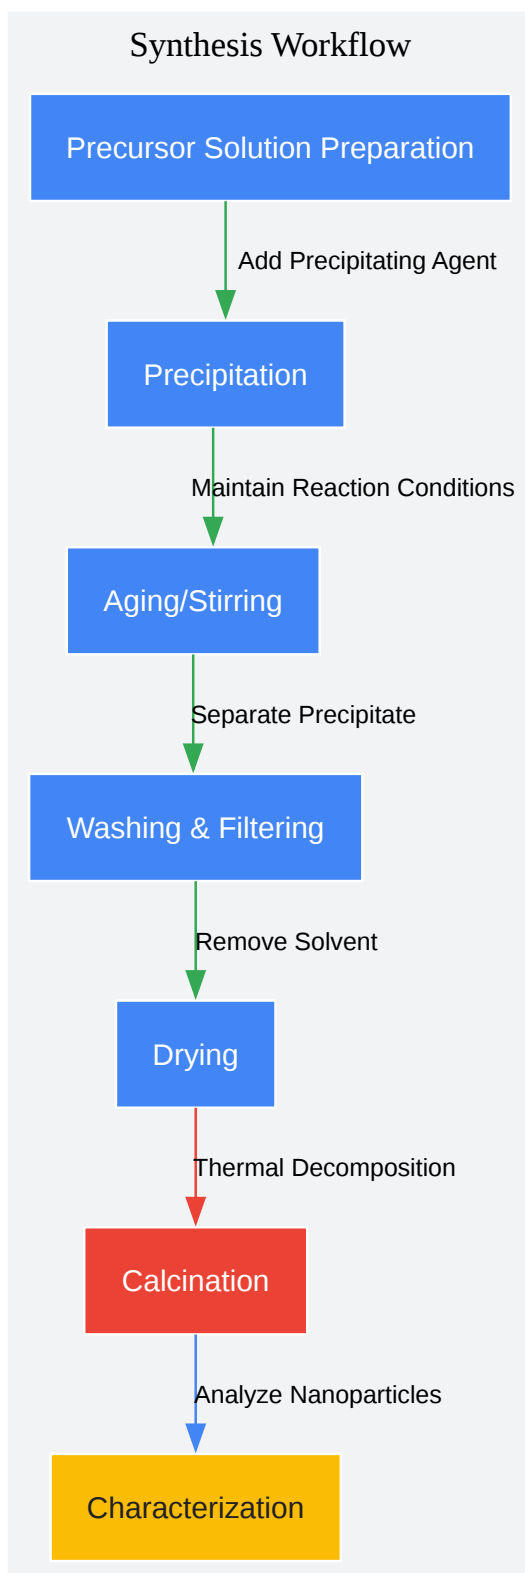 Synthesis Workflow
Precursor Solution Preparation
Add Precipitating Agent
Precipitation
Maintain Reaction Conditions
Aging/Stirring
Separate Precipitate
Washing & Filtering
Remove Solvent
Drying
Thermal Decomposition
Calcination
Analyze Nanoparticles
Characterization